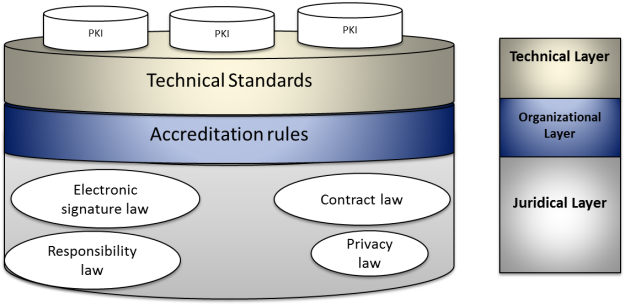 PKI
PKI
PKI
Technical Standards
Accreditation rules
Electronic
signature law
Contract law
Responsibility
law
Privacy
law
Technical Layer
Organizational
Layer
Juridical Layer